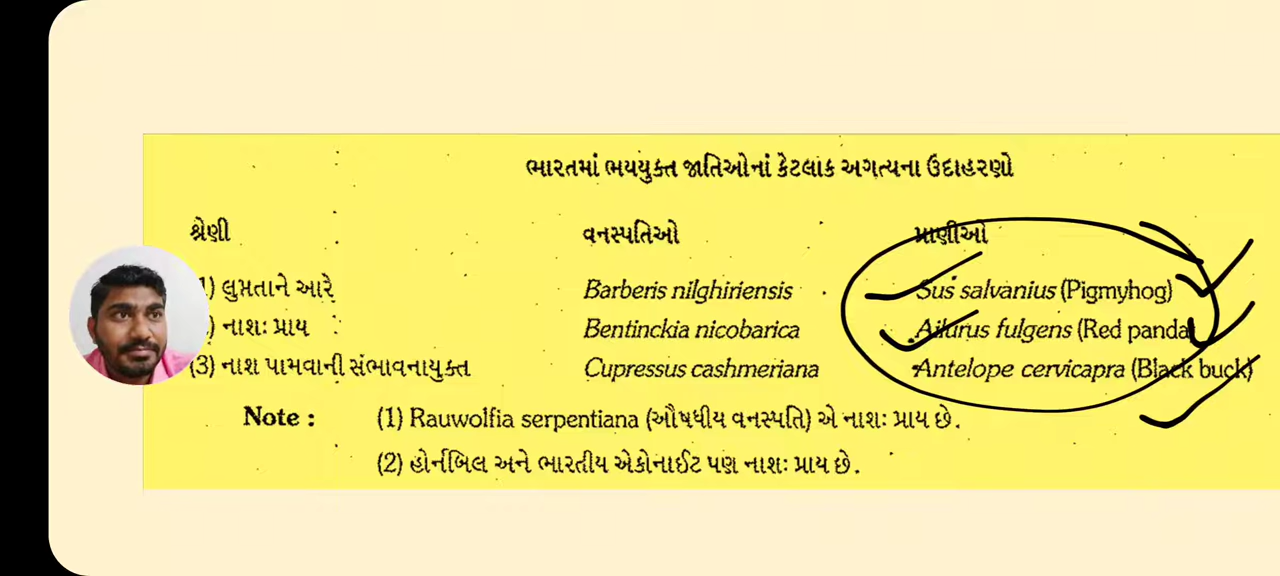 ભારતમાં ભયયુક્ત જાતિઓનાં કેટલાક અગત્યના ઉદાહરણો
શ્રેણી વનસ્પતિઓ પ્રાણીઓ
) લુપ્તતાને આરે Barberis nilghiriensis Sus salvanius (Pigmyhog)
) નાશઃ પ્રાય : Bentinckia nicobarica Ailurus fulgens (Red panda)
(3) નાશ પામવાની સંભાવનાયુક્ત Cupressus cashmeriana Antelope cervicapra (Black buck)
Note : (1) Rauwolfia serpentiana (ઔષધીય વનસ્પતિ) એ નાશઃ પ્રાય છે.
(2) હોર્નબિલ અને ભારતીય એકોનાઈટ પણ નાશઃ પ્રાય છે.